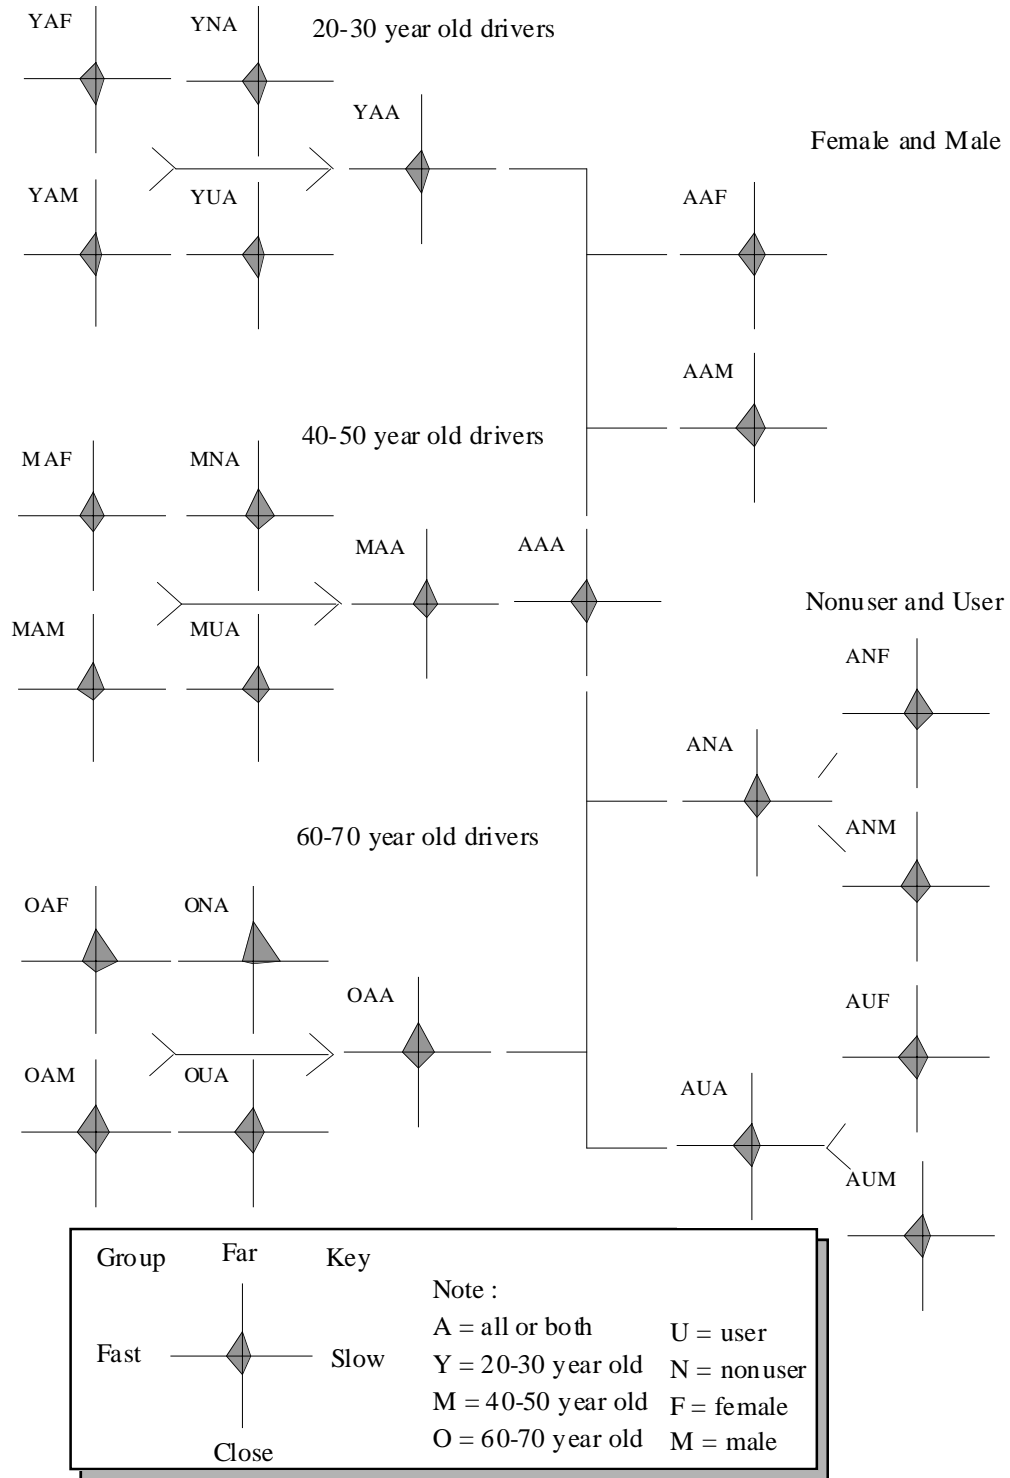 YAF
YNA
20-30 year old drivers
YAA
Female and Male
YAM
YUA
AAF
AAM
40-50 year old drivers
MAF
MNA
MAA
AAA
Nonuser and User
MAM
MUA
ANF
ANA
ANM
60-70 year old drivers
OAF
ONA
OAA
AUF
OAM
OUA
AUA
AUM
Group
Far
Key
Fast
Slow
Close
Note :
A = all or both
Y = 20-30 year old
M = 40-50 year old
O = 60-70 year old
U = user
N = nonuser
F = female
M = male